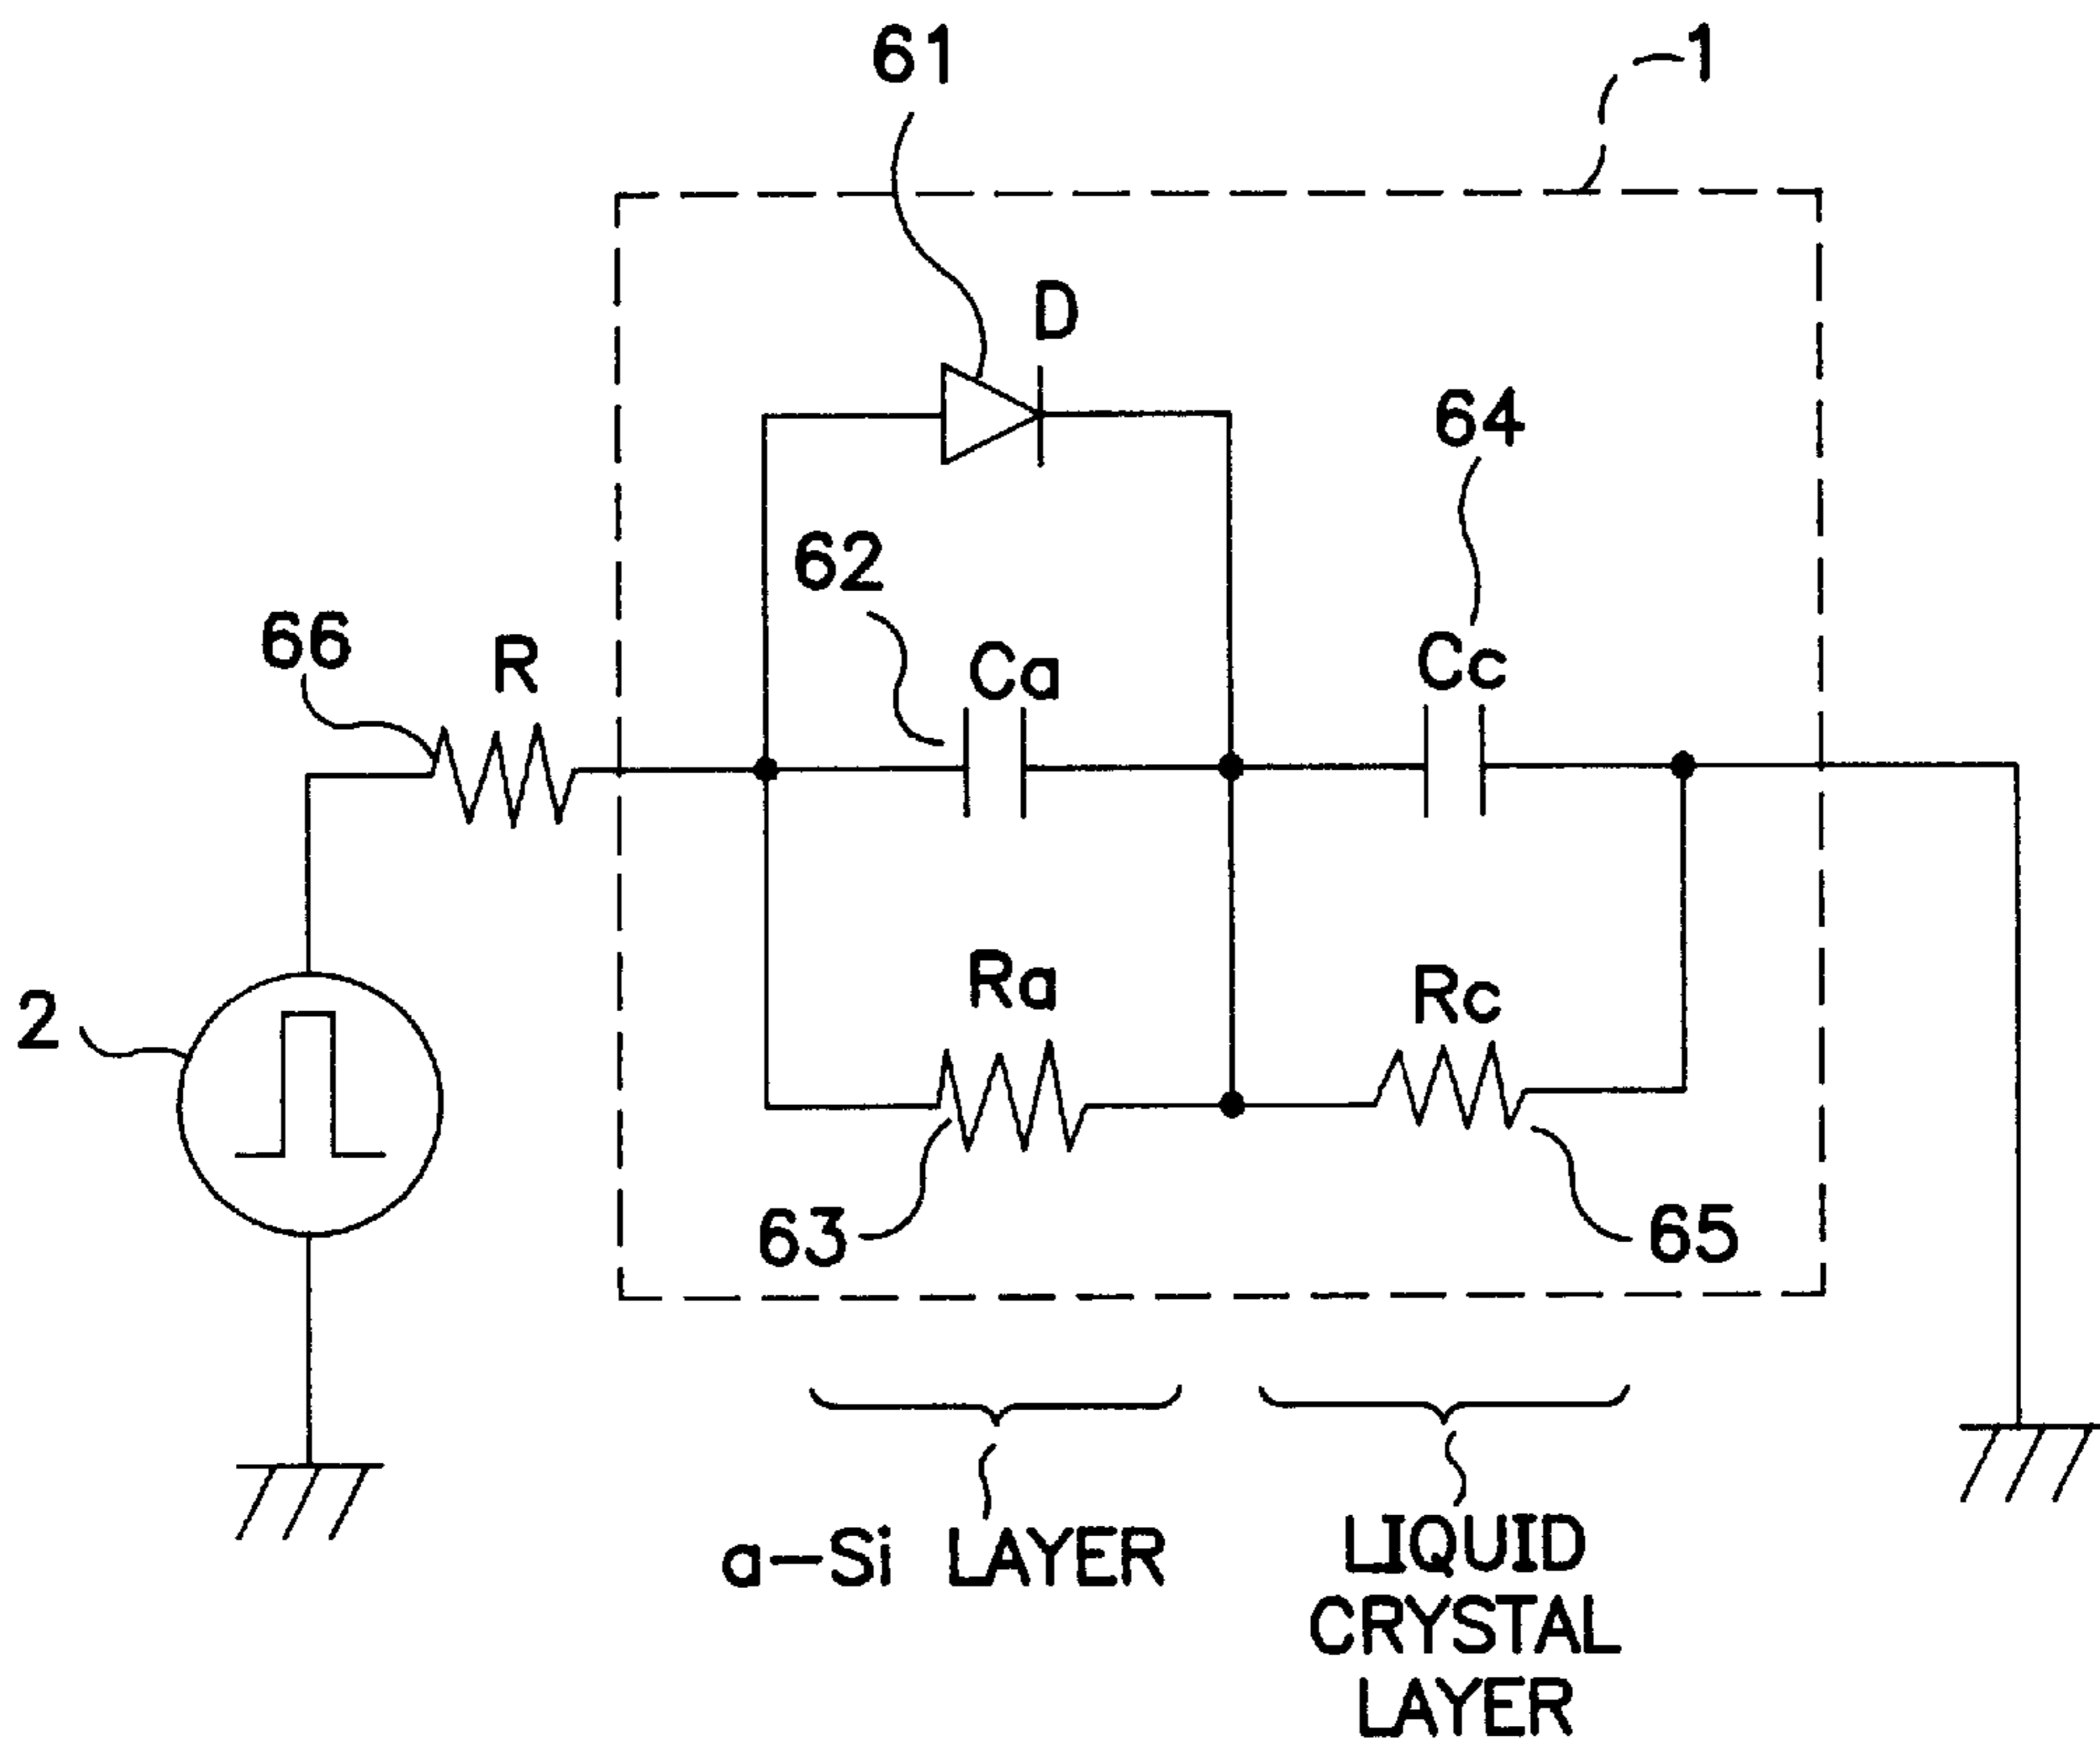 61
1
D
64
62
66
R
Ca
Cc
2
Ra
Rc
63
65
a-Si LAYER
LIQUID
CRYSTAL
LAYER